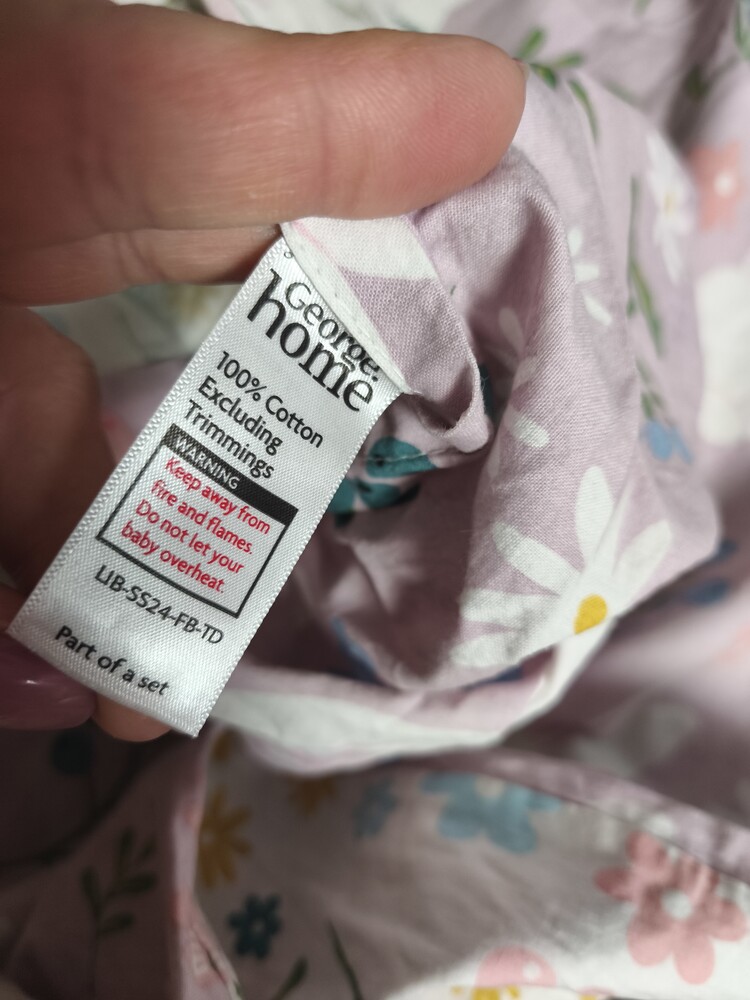 George.
home
100% Cotton
Excluding
Trimmings
WARNING
Keep away from
fire and flames.
Do not let your
baby overheat.
LIB-SS24-FB-TD
Part of a set